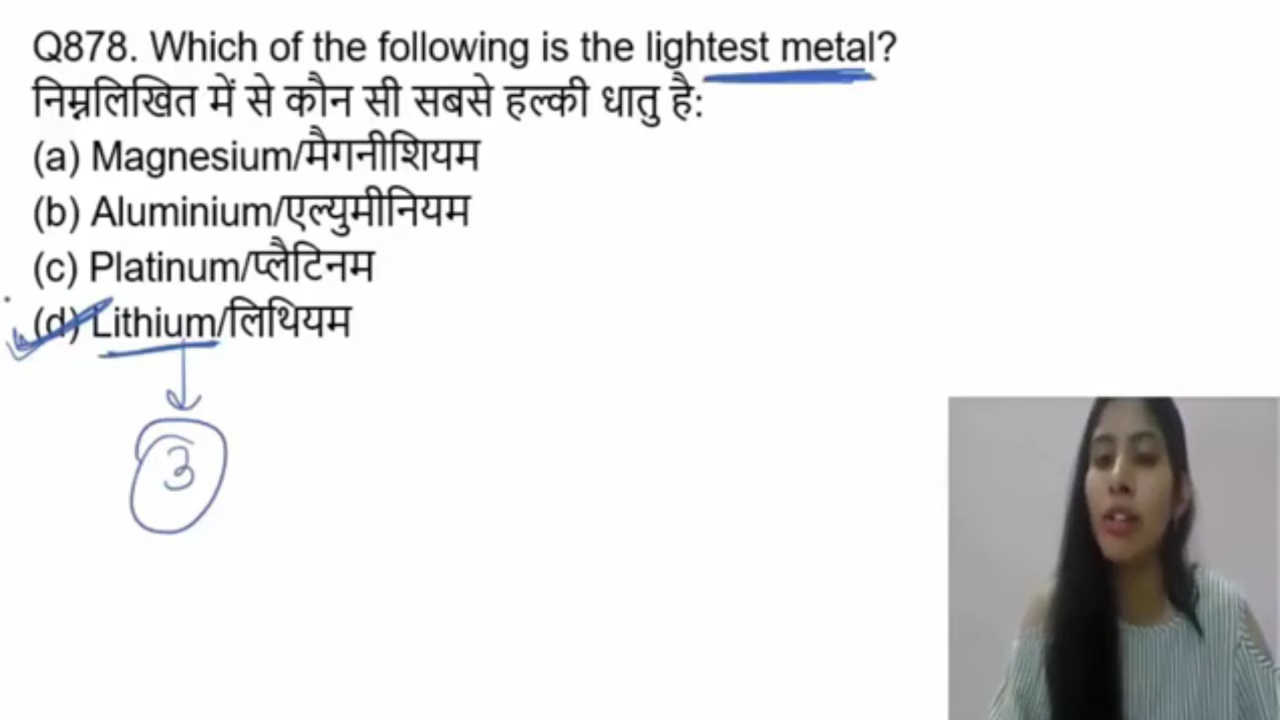 Q878. Which of the following is the lightest metal?
निम्नलिखित में से कौन सी सबसे हल्की धातु है:
(a) Magnesium/मैगनीशियम
(b) Aluminium/एल्युमीनियम
(c) Platinum/प्लैटिनम
(d) Lithium/लिथियम
3